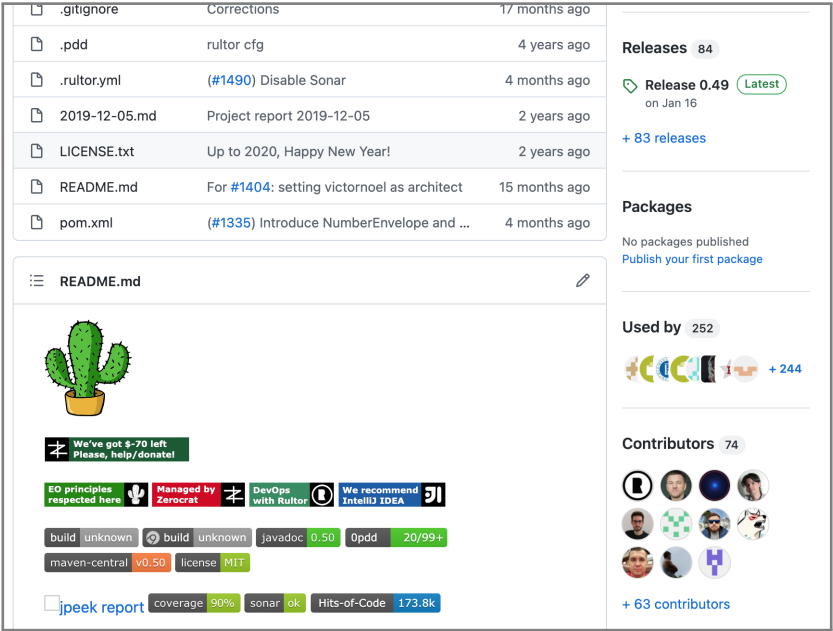 .gitignore Corrections 17 months ago
.pdd rultor cfg 4 years ago
.rultor.yml (#1490) Disable Sonar 4 months ago
2019-12-05.md Project report 2019-12-05 2 years ago
LICENSE.txt Up to 2020, Happy New Year! 2 years ago
README.md For #1404: setting victornoel as architect 15 months ago
pom.xml (#1335) Introduce NumberEnvelope and ... 4 months ago
README.md
We've got $-70 left
Please, help/donate!
EO principles
respected here
Managed by
Zerocrat
DevOps
with Rultor
We recommend
IntelliJ IDEA
build unknown build unknown javadoc 0.50 0pdd 20/99+
maven-central v0.50 license MIT
jpeek report coverage 90% sonar ok Hits-of-Code 173.8k
Releases 84
Release 0.49 Latest
on Jan 16
+ 83 releases
Packages
No packages published
Publish your first package
Used by 252
+ 244
Contributors 74
+ 63 contributors